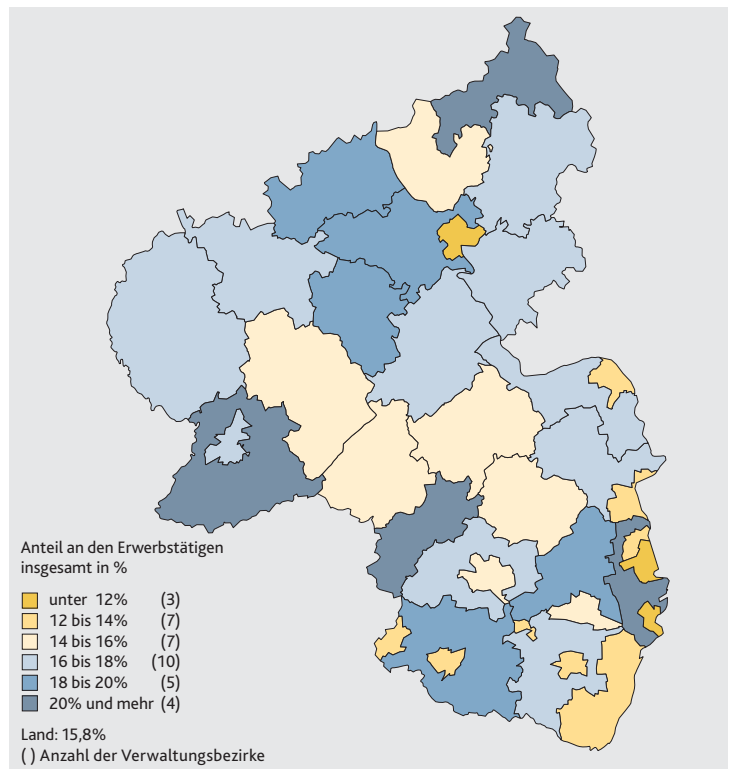 Anteil an den Erwerbstätigen
insgesamt in %
unter 12% (3)
12 bis 14% (7)
14 bis 16% (7)
16 bis 18% (10)
18 bis 20% (5)
20% und mehr (4)
Land: 15,8%
( ) Anzahl der Verwaltungsbezirke